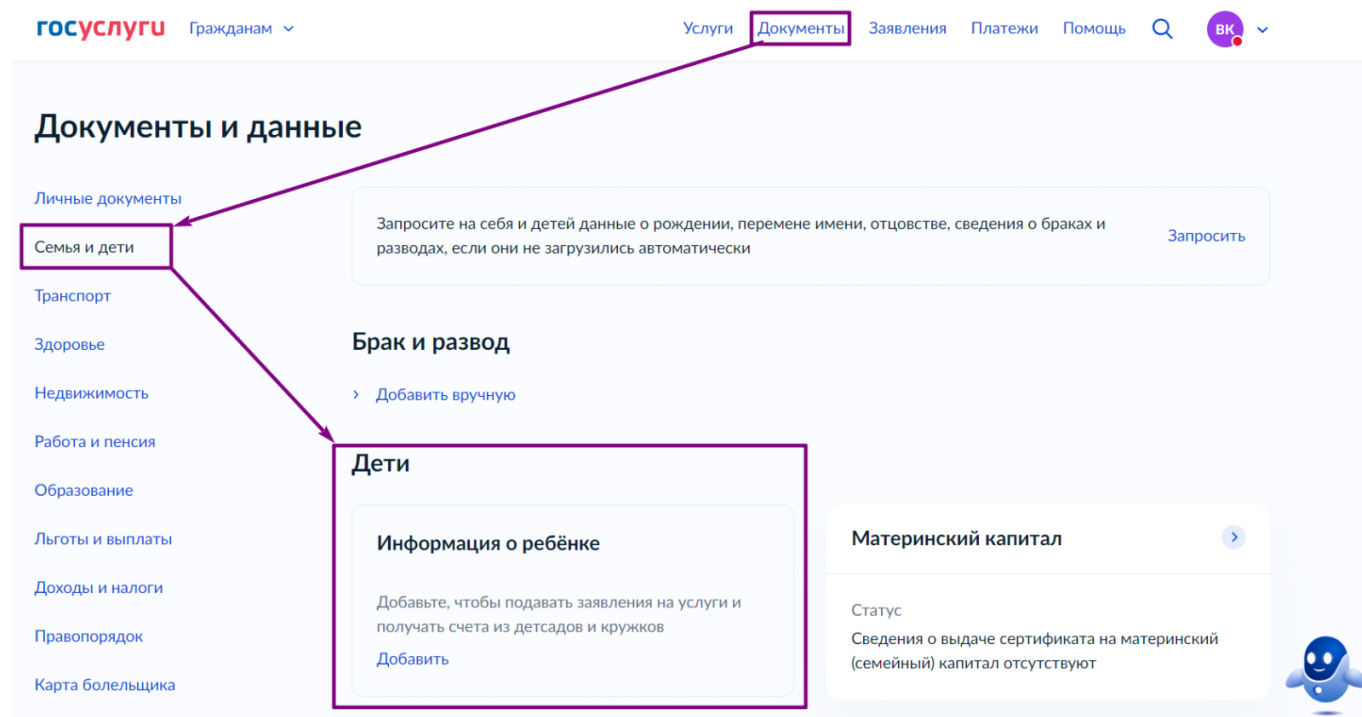 госуслуги Гражданам Услуги Документы Заявления Платежи Помощь ВК
Документы и данные
Личные документы
Семья и дети
Транспорт
Здоровье
Недвижимость
Работа и пенсия
Образование
Льготы и выплаты
Доходы и налоги
Правопорядок
Карта болельщика
Запросите на себя и детей данные о рождении, перемене имени, отцовстве, сведения о браках и
разводах, если они не загрузились автоматически
Запросить
Брак и развод
Добавить вручную
Дети
Информация о ребёнке
Добавьте, чтобы подавать заявления на услуги и
получать счета из детсадов и кружков
Добавить
Материнский капитал
Статус
Сведения о выдаче сертификата на материнский
(семейный) капитал отсутствуют